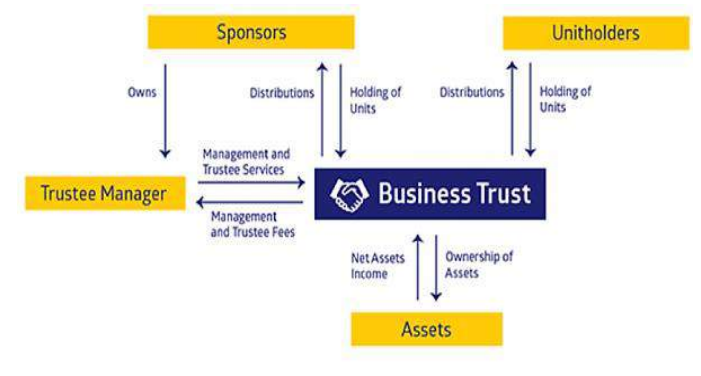 Sponsors
Unitholders
Owns
Distributions
Holding of
Units
Distributions
Holding of
Units
Management and
Trustee Services
Trustee Manager
Business Trust
Management
and Trustee Fees
Net Assets
Income
Ownership of
Assets
Assets